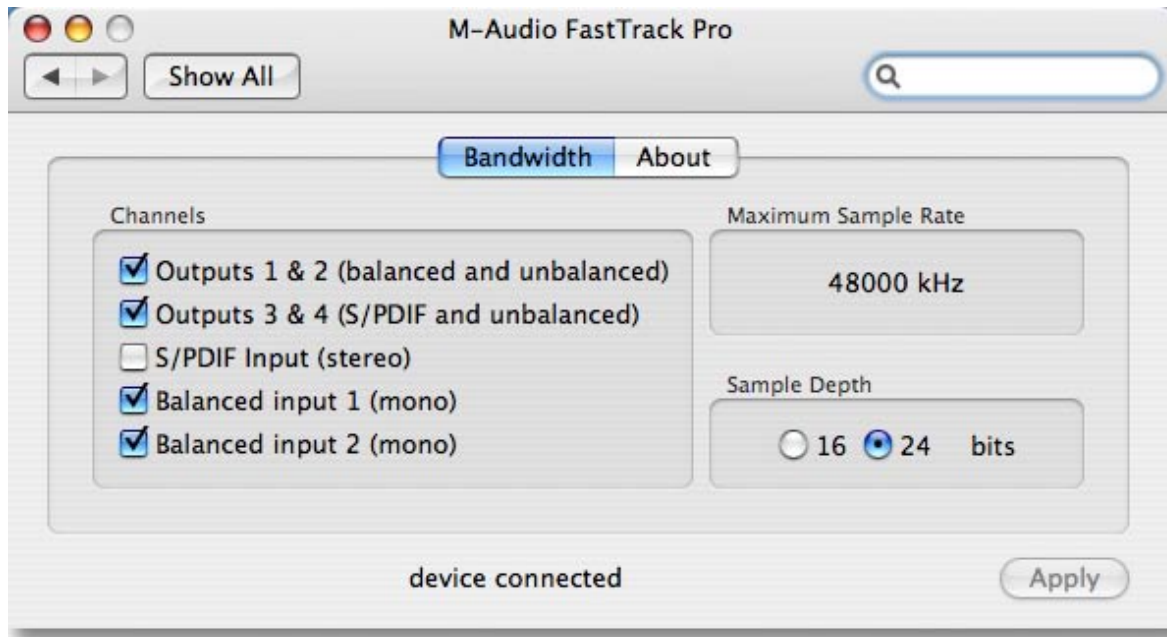 M-Audio FastTrack Pro
Show All
Bandwidth
About
Channels
Outputs 1 & 2 (balanced and unbalanced)
Outputs 3 & 4 (S/PDIF and unbalanced)
S/PDIF Input (stereo)
Balanced input 1 (mono)
Balanced input 2 (mono)
Maximum Sample Rate
48000 kHz
Sample Depth
16 24 bits
device connected
Apply